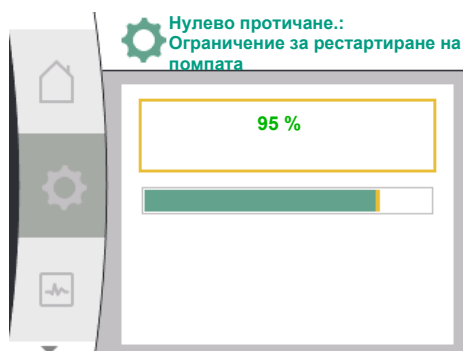 Нулево протичане.:
Ограничение за рестартиране на
помпата
95 %